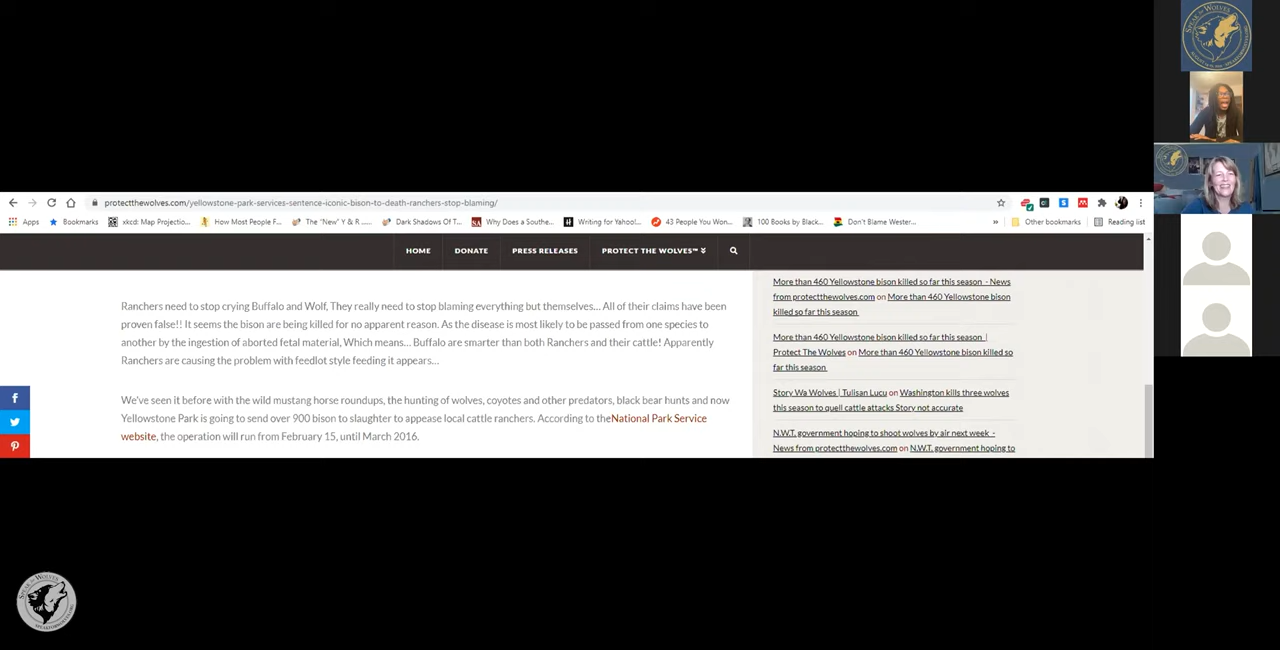 protectthewolves.com/yellowstone-park-services-sentence-iconic-bison-to-death-ranchers-stop-blaming/
Apps
Bookmarks
xkcd: Map Projectio...
How Most People F...
The "New" Y & R ......
Dark Shadows Of T...
Why Does a Southe...
Writing for Yahoo!...
43 People You Won...
100 Books by Black...
Don't Blame Wester...
»
Other bookmarks
Reading list
HOME
DONATE
PRESS RELEASES
PROTECT THE WOLVES™
Ranchers need to stop crying Buffalo and Wolf, They really need to stop blaming everything but themselves... All of their claims have been
proven false!! It seems the bison are being killed for no apparent reason. As the disease is most likely to be passed from one species to
another by the ingestion of aborted fetal material, Which means... Buffalo are smarter than both Ranchers and their cattle! Apparently
Ranchers are causing the problem with feedlot style feeding it appears...
We've seen it before with the wild mustang horse roundups, the hunting of wolves, coyotes and other predators, black bear hunts and now
Yellowstone Park is going to send over 900 bison to slaughter to appease local cattle ranchers. According to theNational Park Service
website, the operation will run from February 15, until March 2016.
More than 460 Yellowstone bison killed so far this season - News
from protectthewolves.com on More than 460 Yellowstone bison
killed so far this season
More than 460 Yellowstone bison killed so far this season |
Protect The Wolves on More than 460 Yellowstone bison killed so
far this season
Story Wa Wolves | Tulisan Lucu on Washington kills three wolves
this season to quell cattle attacks Story not accurate
N.W.T. government hoping to shoot wolves by air next week -
News from protectthewolves.com on N.W.T. government hoping to
SPEAK for WOLVES
SPEAK for WOLVES